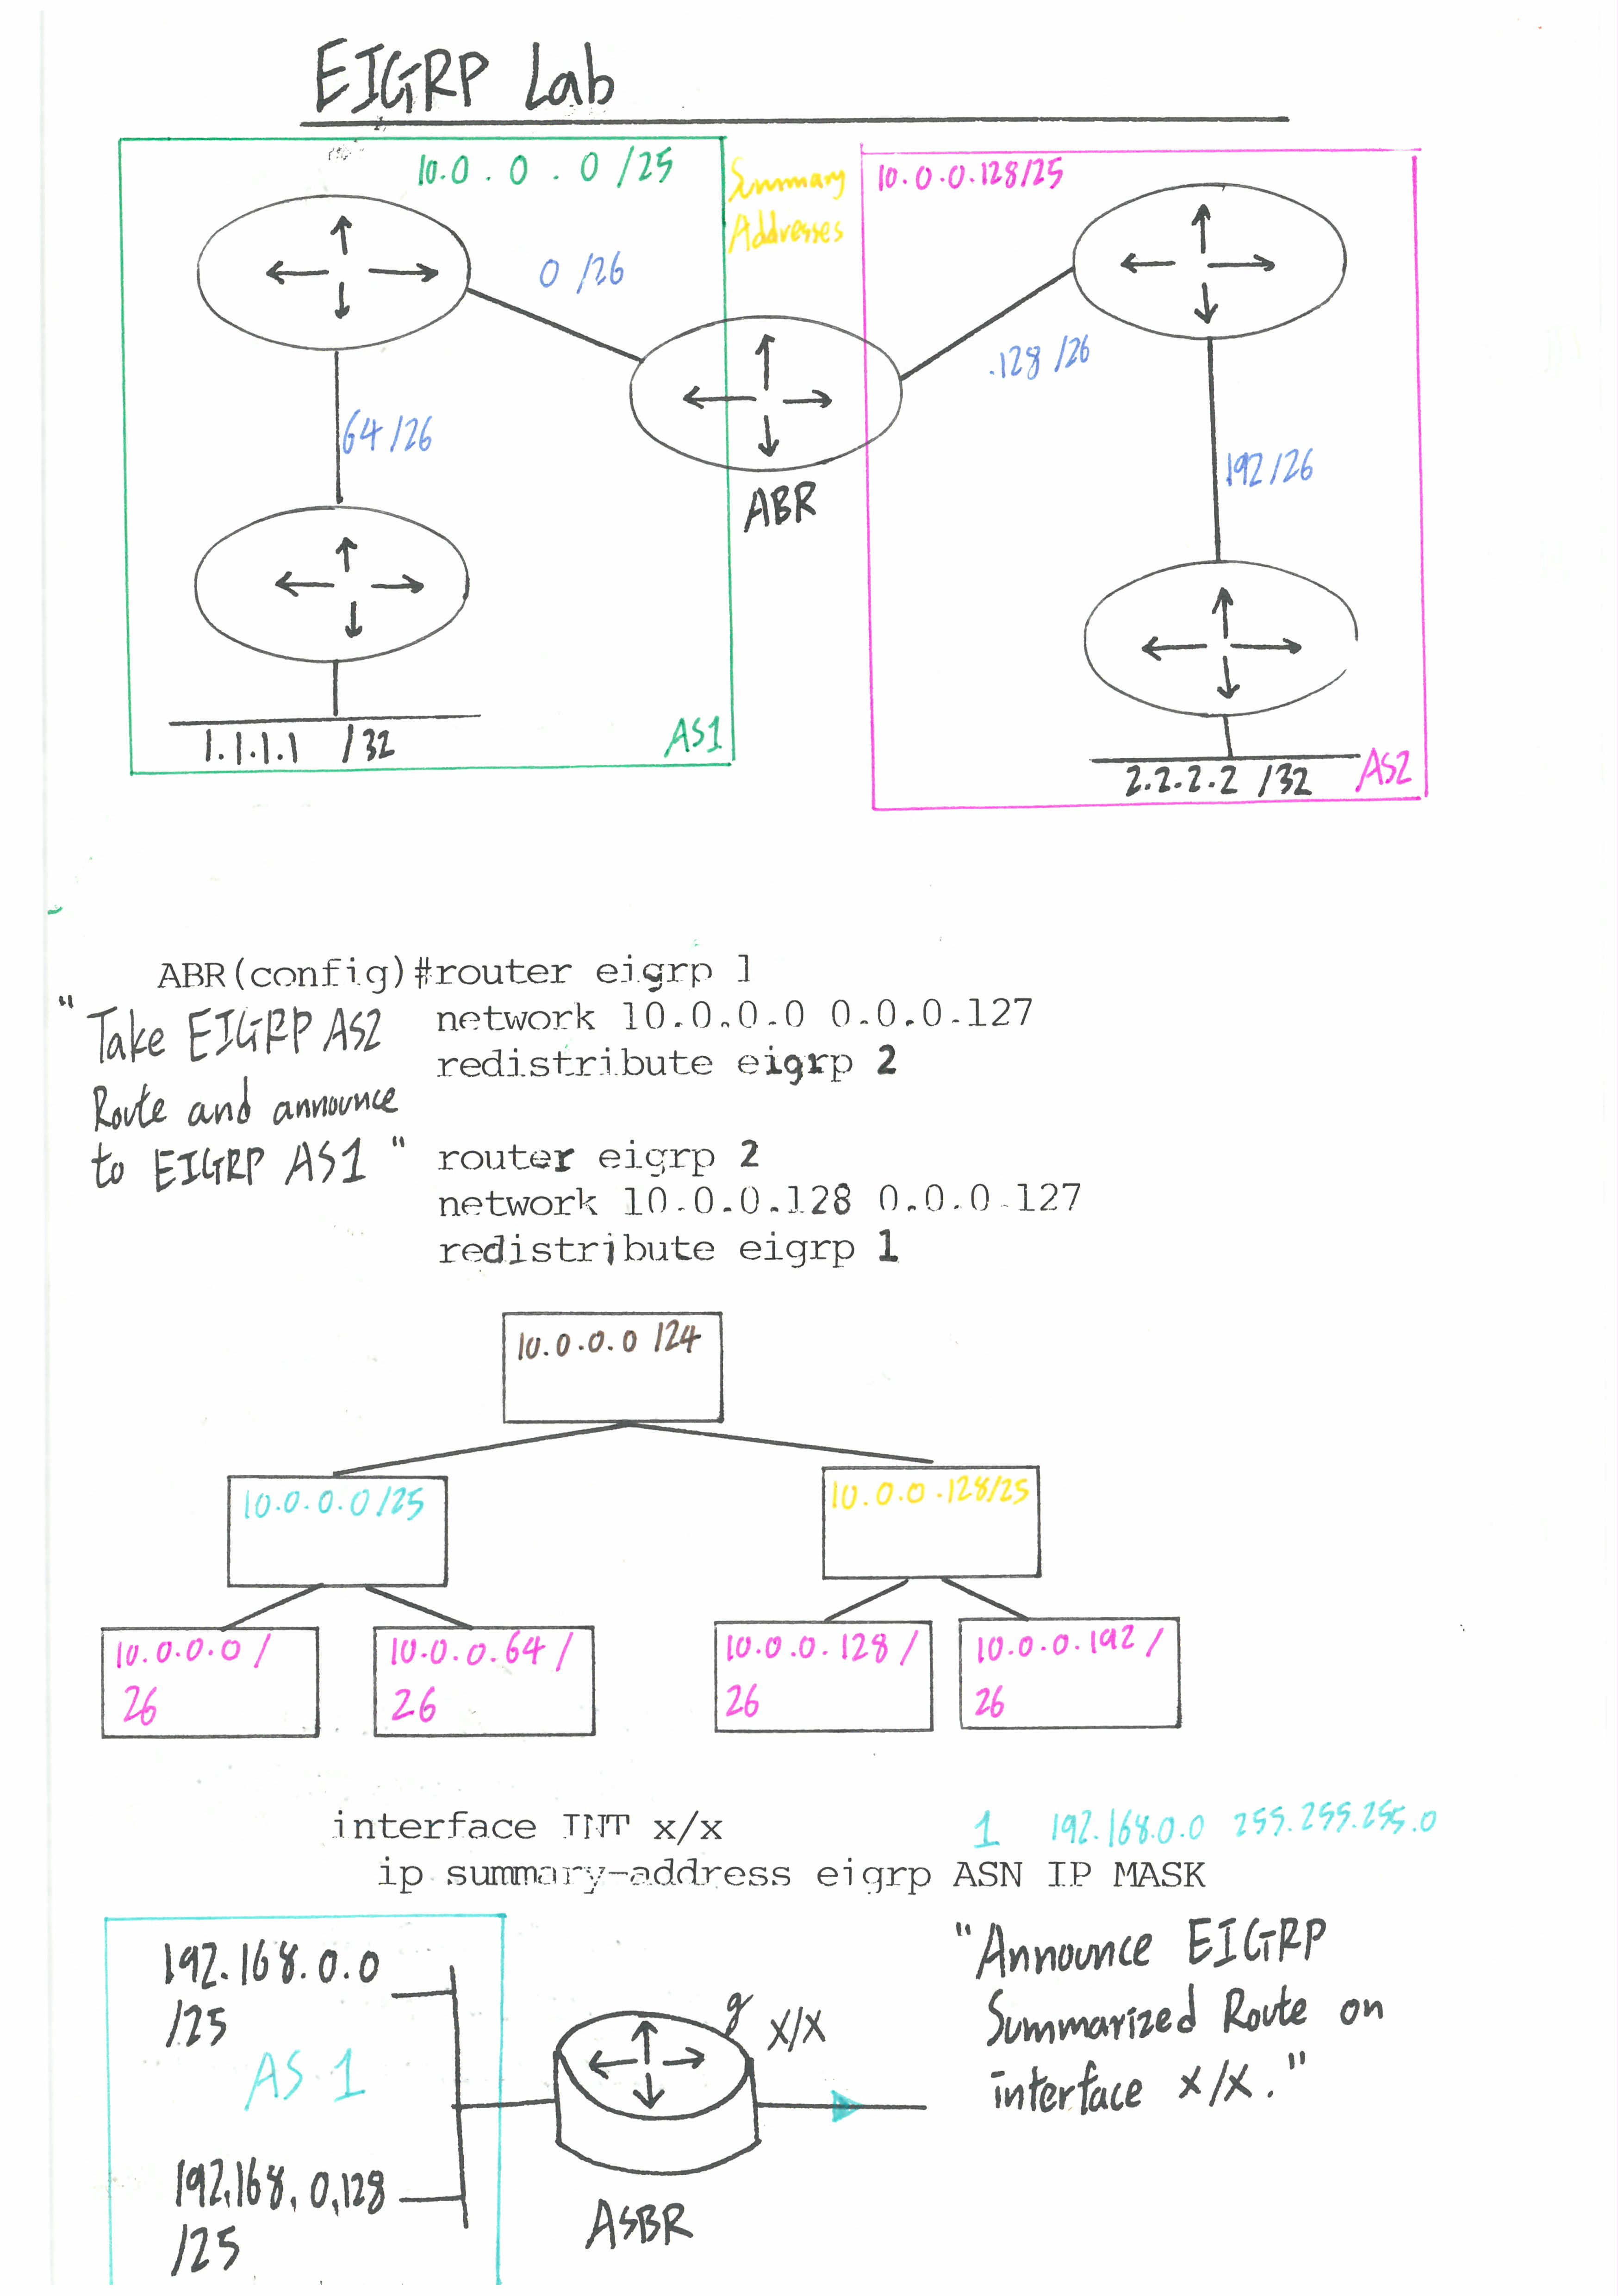 EIGRP Lab
10.0.0.0/25
Summary
Addresses
10.0.0.128/25
0 /26
.128 /26
64/26
192/26
ABR
1.1.1.1 /32
AS1
2.2.2.2 /32
AS2
ABR(config)#router eigrp 1
network 10.0.0.0 0.0.0.127
redistribute eigrp 2
"Take EIGRP AS2
Route and announce
to EIGRP AS1"
router eigrp 2
network 10.0.0.128 0.0.0.127
redistribute eigrp 1
10.0.0.0 /24
10.0.0.0/25
10.0.0.128/25
10.0.0.0/
26
10.0.0.64/
26
10.0.0.128/
26
10.0.0.192/
26
interface INT x/x
1 192.168.0.0 255.255.255.0
ip summary-address eigrp ASN IP MASK
192.168.0.0
/25
AS 1
192.168.0.128
/25
g x/x
ASBR
"Announce EIGRP
Summarized Route on
interface x/x."